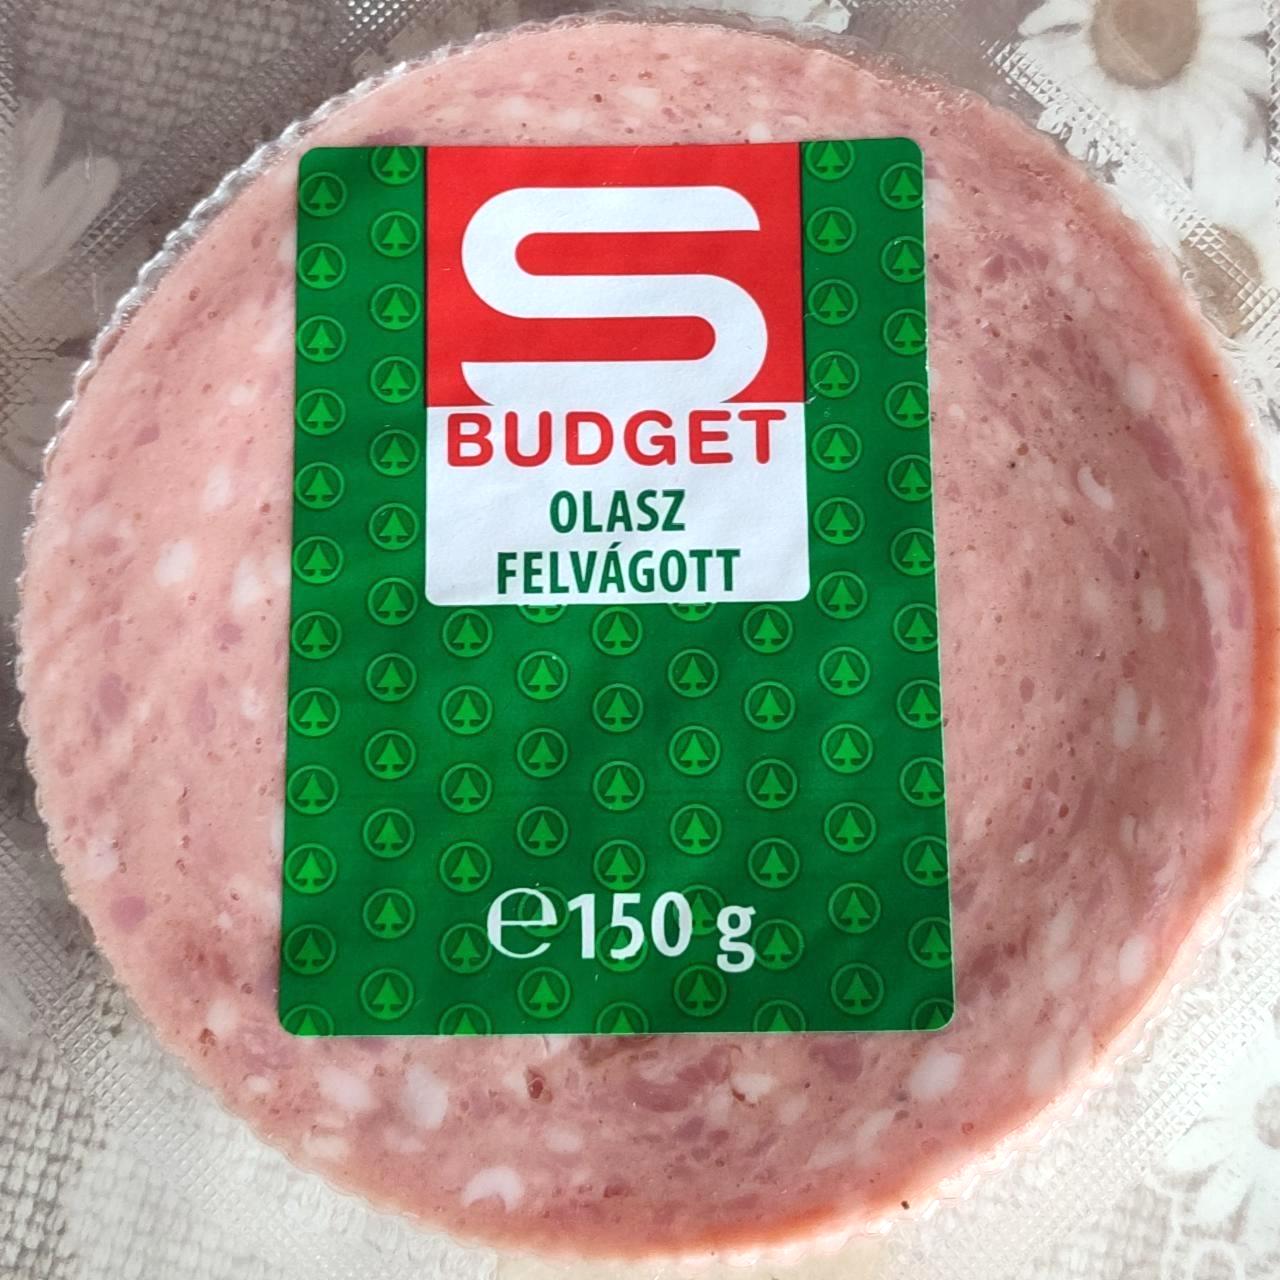 S
BUDGET
OLASZ
FELVÁGOTT
℮150 g